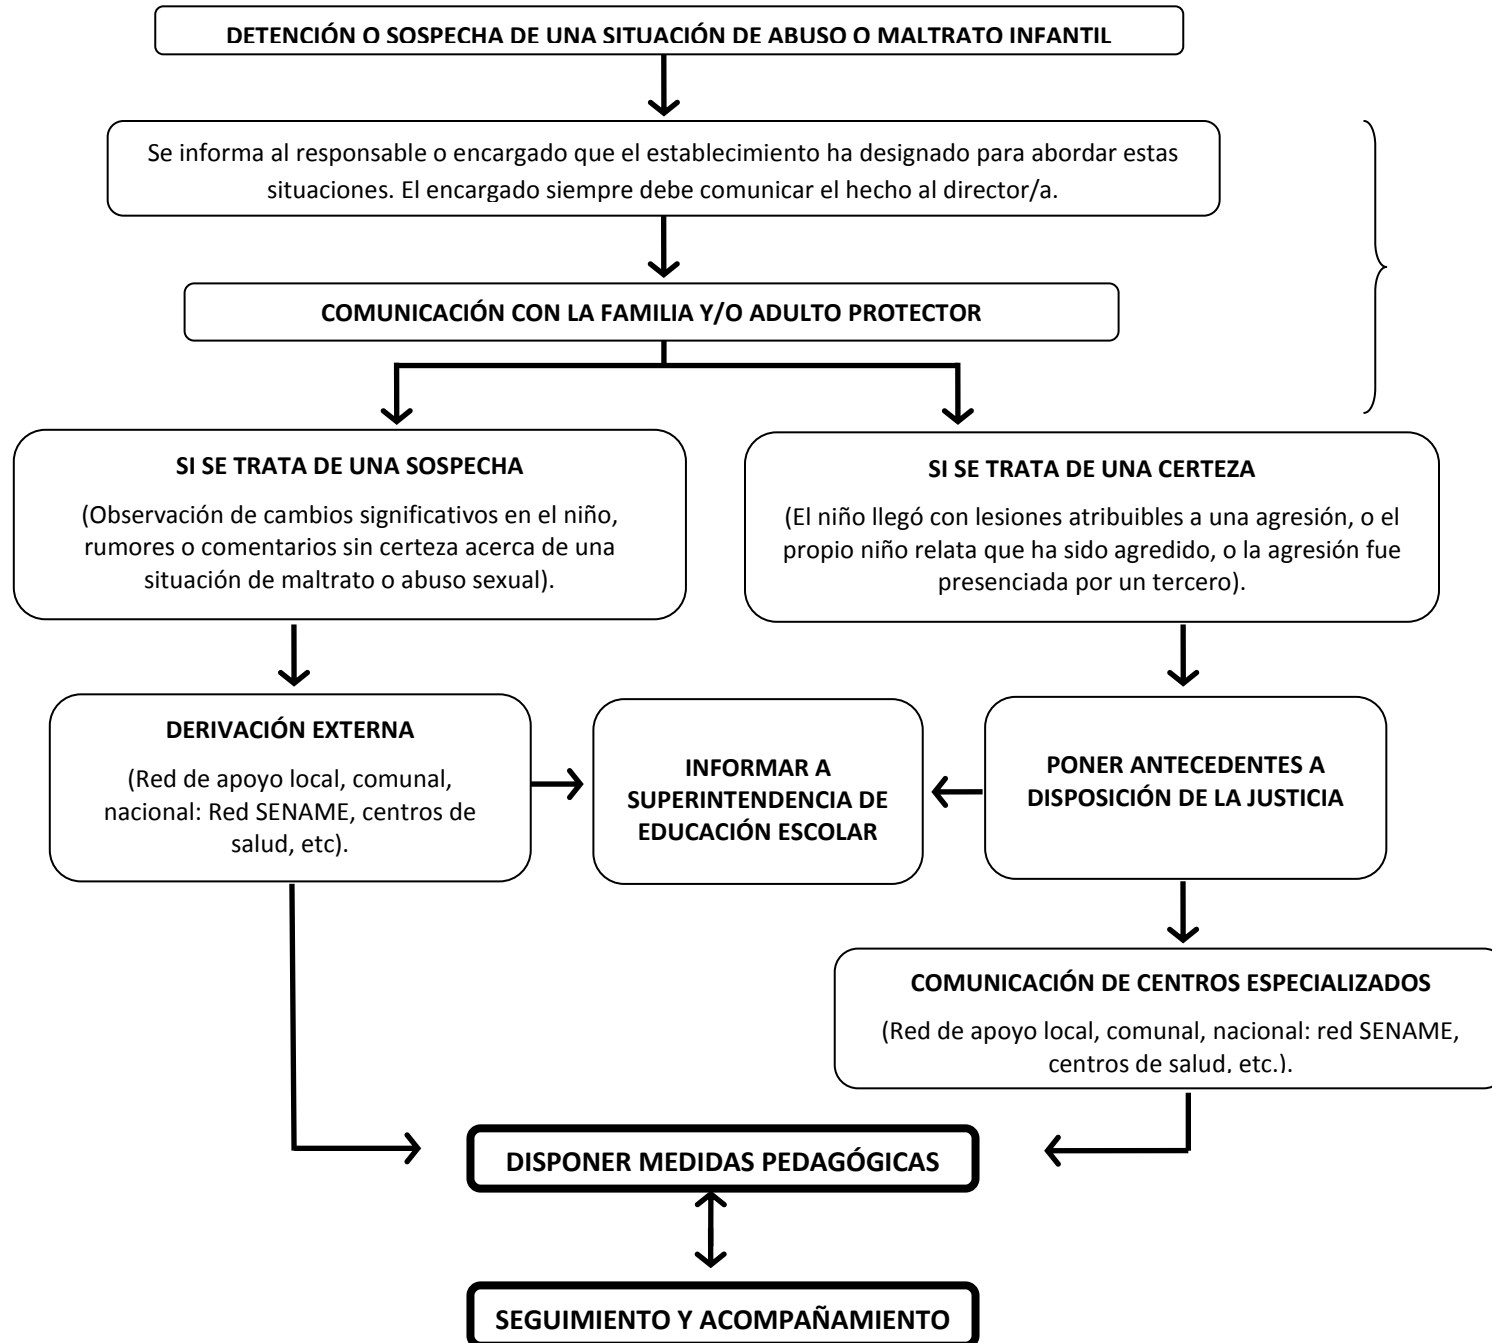 DETENCIÓN O SOSPECHA DE UNA SITUACIÓN DE ABUSO O MALTRATO INFANTIL
Se informa al responsable o encargado que el establecimiento ha designado para abordar estas
situaciones. El encargado siempre debe comunicar el hecho al director/a.
COMUNICACIÓN CON LA FAMILIA Y/O ADULTO PROTECTOR
SI SE TRATA DE UNA SOSPECHA
(Observación de cambios significativos en el niño,
rumores o comentarios sin certeza acerca de una
situación de maltrato o abuso sexual).
SI SE TRATA DE UNA CERTEZA
(El niño llegó con lesiones atribuibles a una agresión, o el
propio niño relata que ha sido agredido, o la agresión fue
presenciada por un tercero).
DERIVACIÓN EXTERNA
(Red de apoyo local, comunal,
nacional: Red SENAME, centros de
salud, etc).
INFORMAR A
SUPERINTENDENCIA DE
EDUCACIÓN ESCOLAR
PONER ANTECEDENTES A
DISPOSICIÓN DE LA JUSTICIA
COMUNICACIÓN DE CENTROS ESPECIALIZADOS
(Red de apoyo local, comunal, nacional: red SENAME,
centros de salud, etc.).
DISPONER MEDIDAS PEDAGÓGICAS
SEGUIMIENTO Y ACOMPAÑAMIENTO